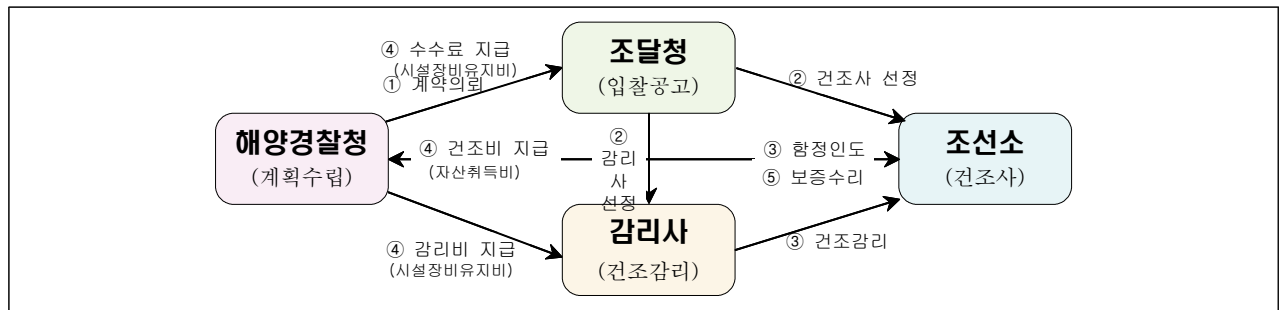 ④ 수수료 지급
(시설장비유지비)
① 계약의뢰
조달청
(입찰공고)
② 건조사 선정
해양경찰청
(계획수립)
④ 건조비 지급
(자산취득비)
②
감리
사
선정
③ 함정인도
⑤ 보증수리
조선소
(건조사)
④ 감리비 지급
(시설장비유지비)
감리사
(건조감리)
③ 건조감리